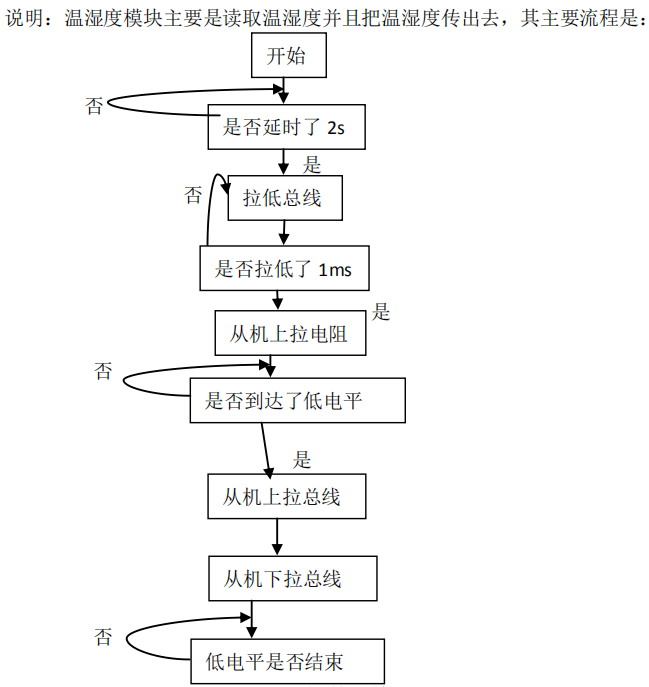 说明：温湿度模块主要是读取温湿度并且把温湿度传出去，其主要流程是：
开始
否
是否延时了 2s
是
否
拉低总线
是否拉低了 1ms
是
从机上拉电阻
否
是否到达了低电平
是
从机上拉总线
从机下拉总线
否
低电平是否结束